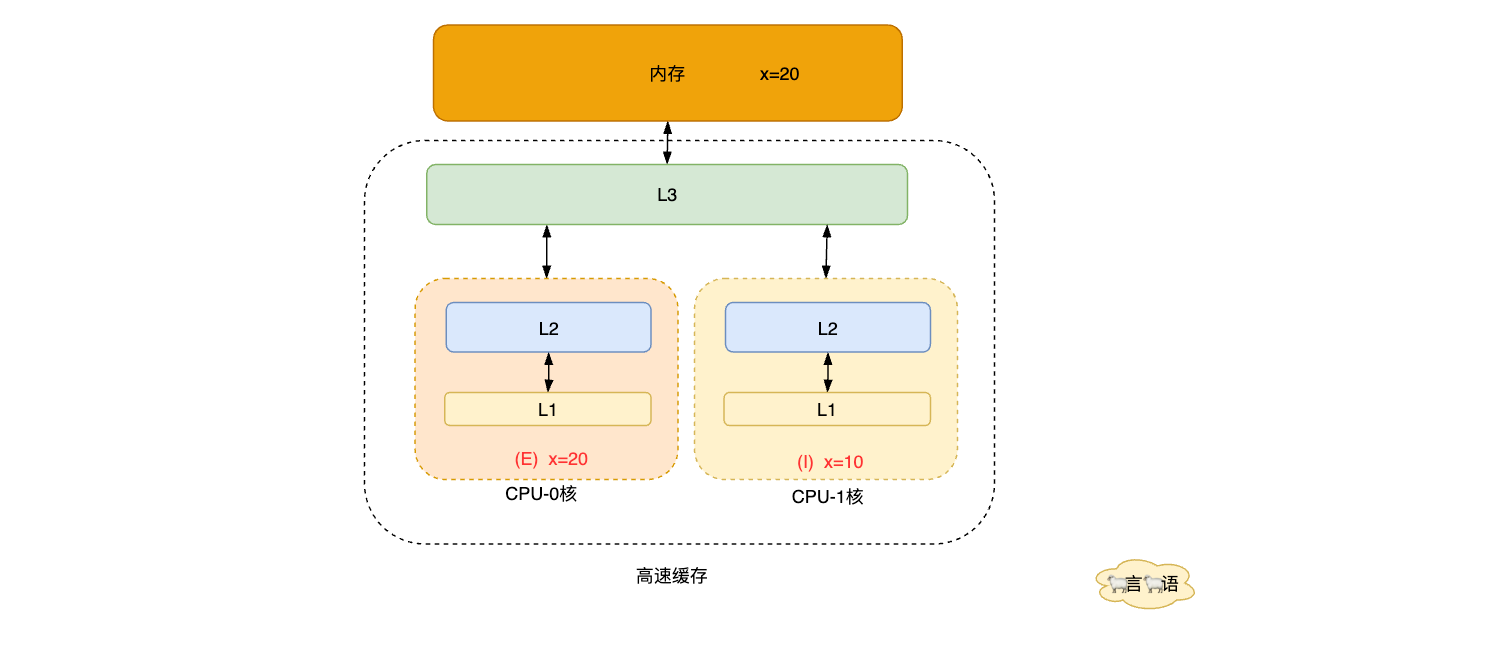 内存 x=20
L3
L2
L2
L1
L1
(E) x=20
(I) x=10
CPU-0核
CPU-1核
高速缓存
🐑言🐑语